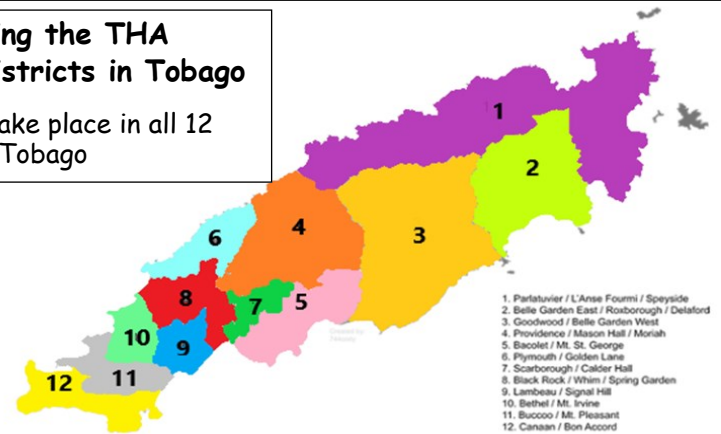 ing the THA
stricts in Tobago
ake place in all 12
Tobago
1
2
3
4
6
5
7
8
10
9
11
12
1. Parlatuvier / L'Anse Fourmi / Speyside
2. Belle Garden East / Roxborough / Delaford
3. Goodwood / Belle Garden West
4. Providence / Mason Hall / Moriah
5. Bacolet / Mt. St. George
6. Plymouth / Golden Lane
7. Scarborough / Calder Hall
8. Black Rock / Whim / Spring Garden
9. Lambeau / Signal Hill
10. Bethel / Mt. Irvine
11. Buccoo / Mt. Pleasant
12. Canaan / Bon Accord